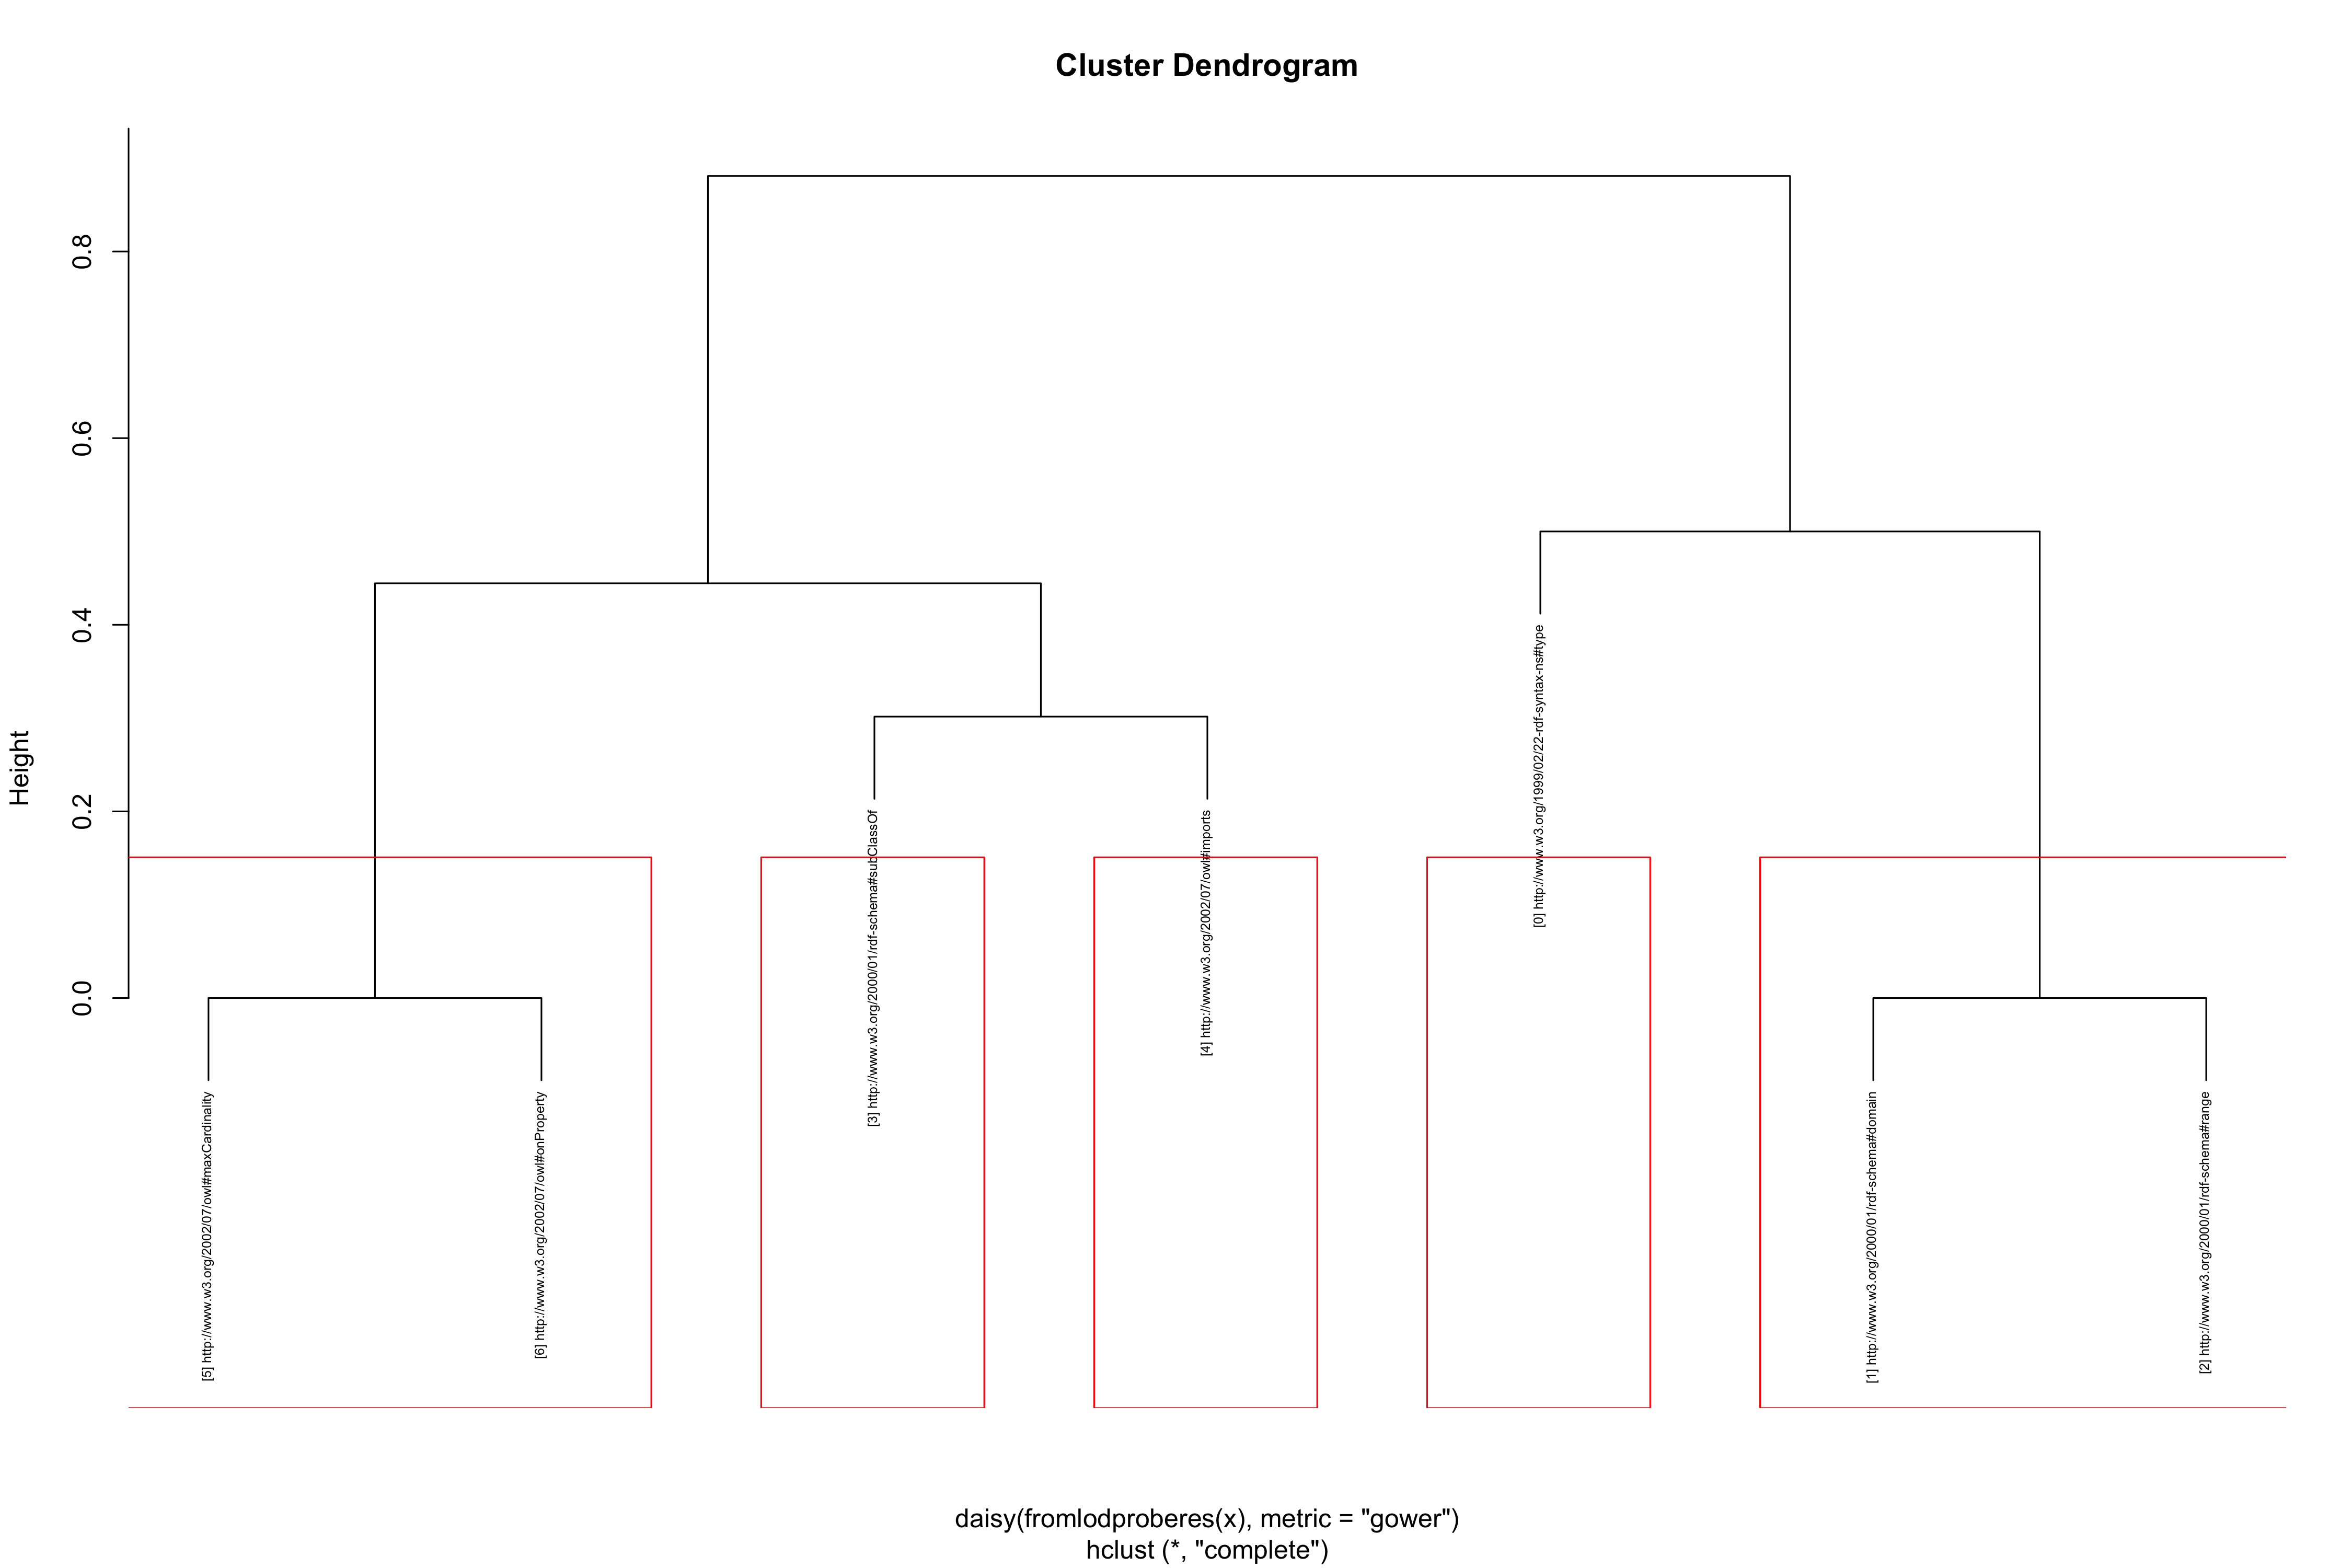 Cluster Dendrogram
Height
0.0
0.2
0.4
0.6
0.8
[5] http://www.w3.org/2002/07/owl#maxCardinality
[6] http://www.w3.org/2002/07/owl#onProperty
[3] http://www.w3.org/2000/01/rdf-schema#subClassOf
[4] http://www.w3.org/2002/07/owl#imports
[0] http://www.w3.org/1999/02/22-rdf-syntax-ns#type
[1] http://www.w3.org/2000/01/rdf-schema#domain
[2] http://www.w3.org/2000/01/rdf-schema#range
daisy(fromlodproberes(x), metric = "gower")
hclust (*, "complete")